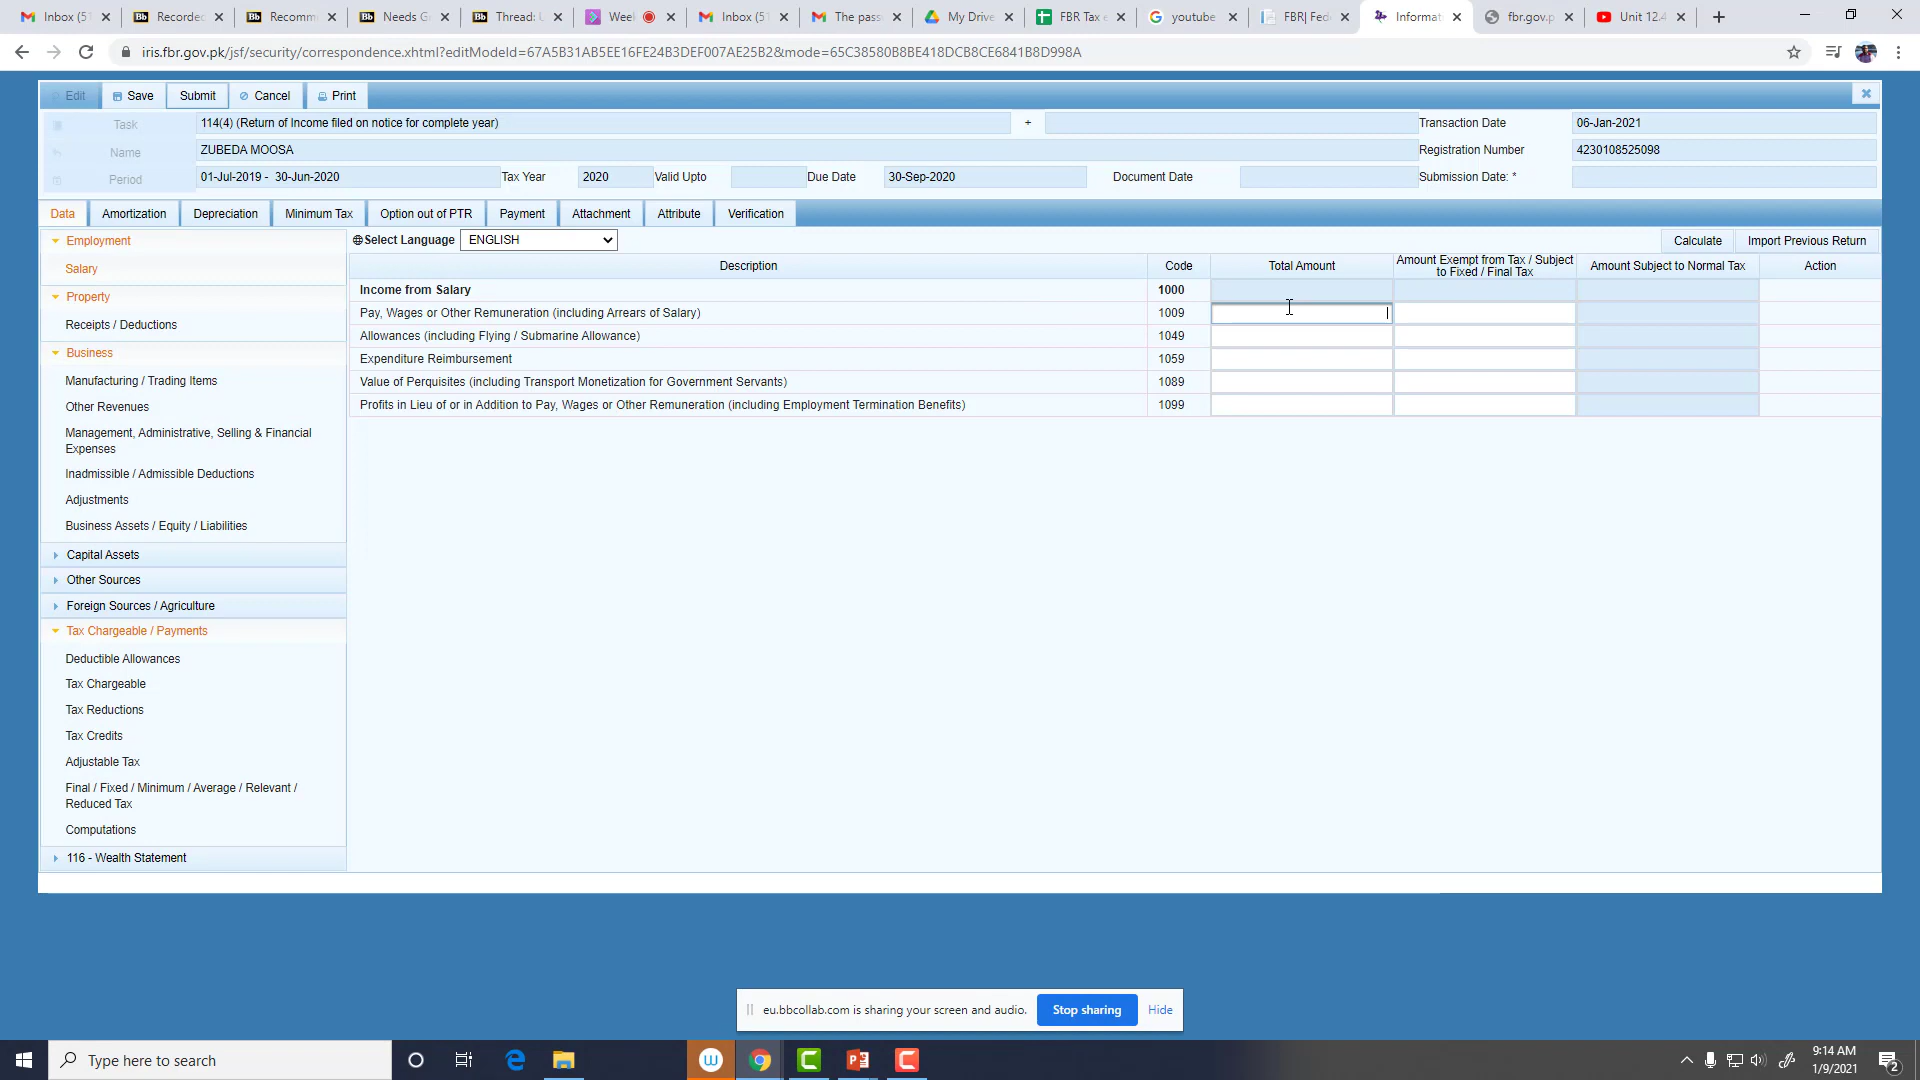 Inbox (51
Recorded
Recomm
Needs G
Thread: U
Week
Inbox (51
The pass
My Drive
FBR Tax e
youtube
FBR| Fed
Informat
fbr.gov.p
Unit 12.4
iris.fbr.gov.pk/jsf/security/correspondence.xhtml?editModeId=67A5B31AB5EE16FE24B3DEF007AE25B2&mode=65C38580B8BE418DCB8CE6841B8D998A
Edit Save Submit Cancel Print
Task 114(4) (Return of Income filed on notice for complete year) + Transaction Date 06-Jan-2021
Name ZUBEDA MOOSA Registration Number 4230108525098
Period 01-Jul-2019 - 30-Jun-2020 Tax Year 2020 Valid Upto Due Date 30-Sep-2020 Document Date Submission Date: *
Data Amortization Depreciation Minimum Tax Option out of PTR Payment Attachment Attribute Verification
Employment
Salary
Property
Receipts / Deductions
Business
Manufacturing / Trading Items
Other Revenues
Management, Administrative, Selling & Financial
Expenses
Inadmissible / Admissible Deductions
Adjustments
Business Assets / Equity / Liabilities
Capital Assets
Other Sources
Foreign Sources / Agriculture
Tax Chargeable / Payments
Deductible Allowances
Tax Chargeable
Tax Reductions
Tax Credits
Adjustable Tax
Final / Fixed / Minimum / Average / Relevant /
Reduced Tax
Computations
116 - Wealth Statement
Select Language ENGLISH Calculate Import Previous Return
Description Code Total Amount Amount Exempt from Tax / Subject to Fixed / Final Tax Amount Subject to Normal Tax Action
Income from Salary 1000
Pay, Wages or Other Remuneration (including Arrears of Salary) 1009
Allowances (including Flying / Submarine Allowance) 1049
Expenditure Reimbursement 1059
Value of Perquisites (including Transport Monetization for Government Servants) 1089
Profits in Lieu of or in Addition to Pay, Wages or Other Remuneration (including Employment Termination Benefits) 1099
eu.bbcollab.com is sharing your screen and audio. Stop sharing Hide
Type here to search
9:14 AM
1/9/2021
2